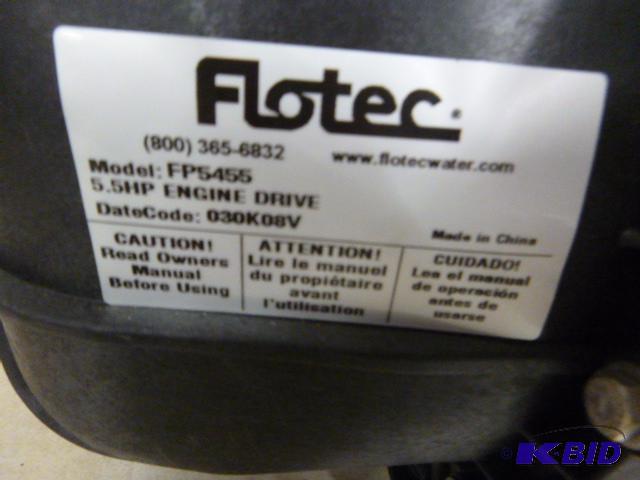 Flotec®
(800) 365-6832 www.flotecwater.com
Model: FP5455
5.5HP ENGINE DRIVE
DateCode: 030K08V
Made in China
CAUTION!
Read Owners
Manual
Before Using
ATTENTION!
Lire le manuel
du propiétaire
avant
l'utilisation
CUIDADO!
Lea el manual
de operación
antes de
usarse
© K-BID